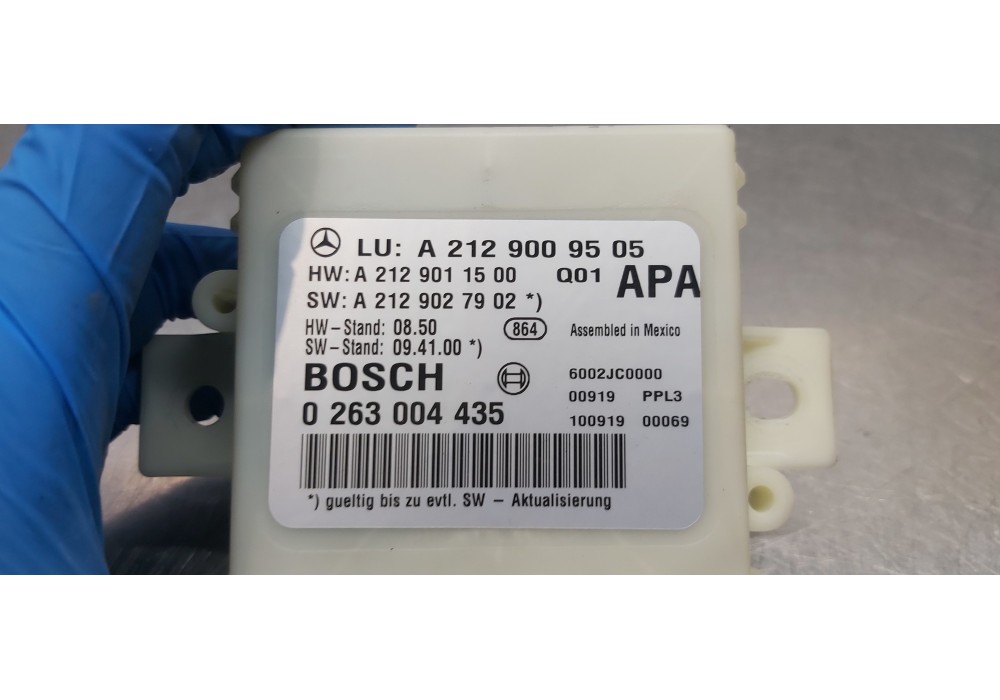 LU: A 212 900 95 05
HW: A 212 901 15 00 Q01 APA
SW: A 212 902 79 02 *)
HW-Stand: 08.50 864 Assembled in Mexico
SW-Stand: 09.41.00 *)
BOSCH 6002JC0000
00919 PPL3
0 263 004 435 100919 00069
*) gueltig bis zu evtl. SW - Aktualisierung